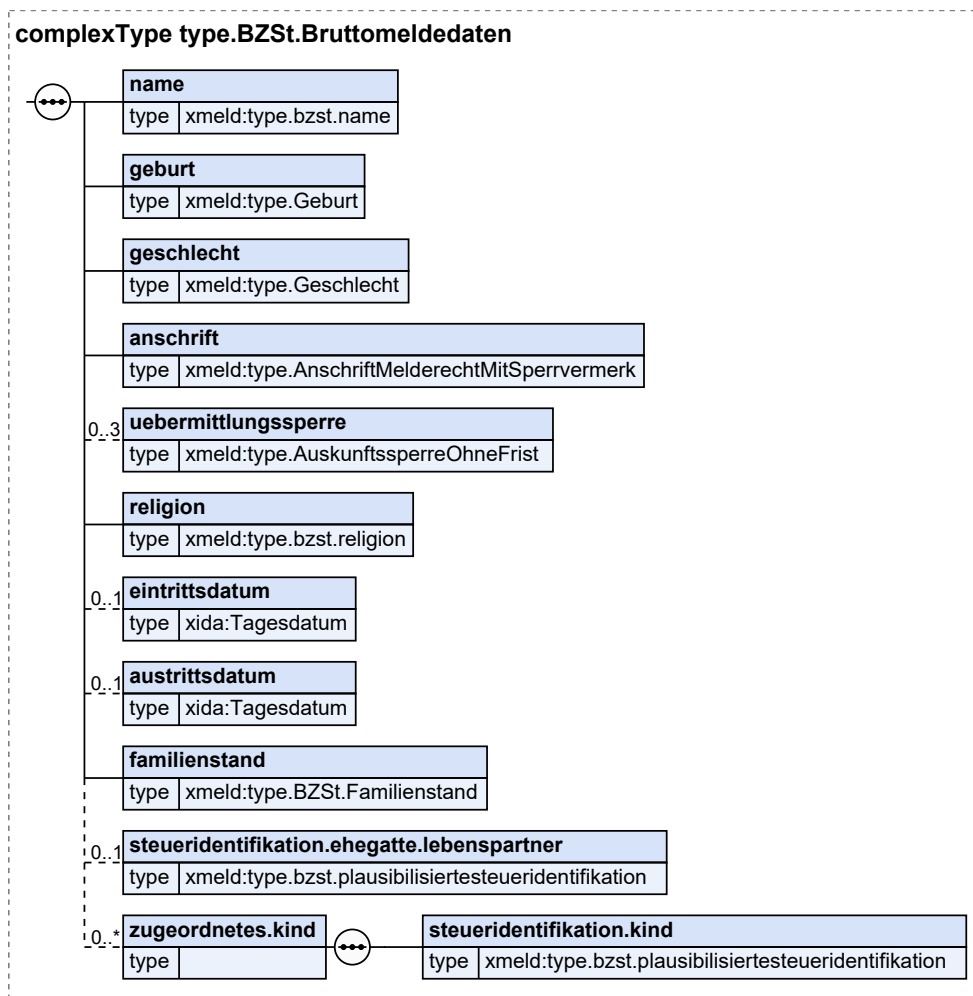 complexType type.BZSt.Bruttomeldedaten
name
type xmeld:type.bzst.name
geburt
type xmeld:type.Geburt
geschlecht
type xmeld:type.Geschlecht
anschrift
type xmeld:type.AnschriftMelderechtMitSperrvermerk
0..3 uebermittlungssperre
type xmeld:type.AuskunftssperreOhneFrist
religion
type xmeld:type.bzst.religion
0..1 eintrittsdatum
type xida:Tagesdatum
0..1 austrittsdatum
type xida:Tagesdatum
familienstand
type xmeld:type.BZSt.Familienstand
0..1 steueridentifikation.ehegatte.lebenspartner
type xmeld:type.bzst.plausibilisiertesteueridentifikation
0..* zugeordnetes.kind steueridentifikation.kind
type type xmeld:type.bzst.plausibilisiertesteueridentifikation